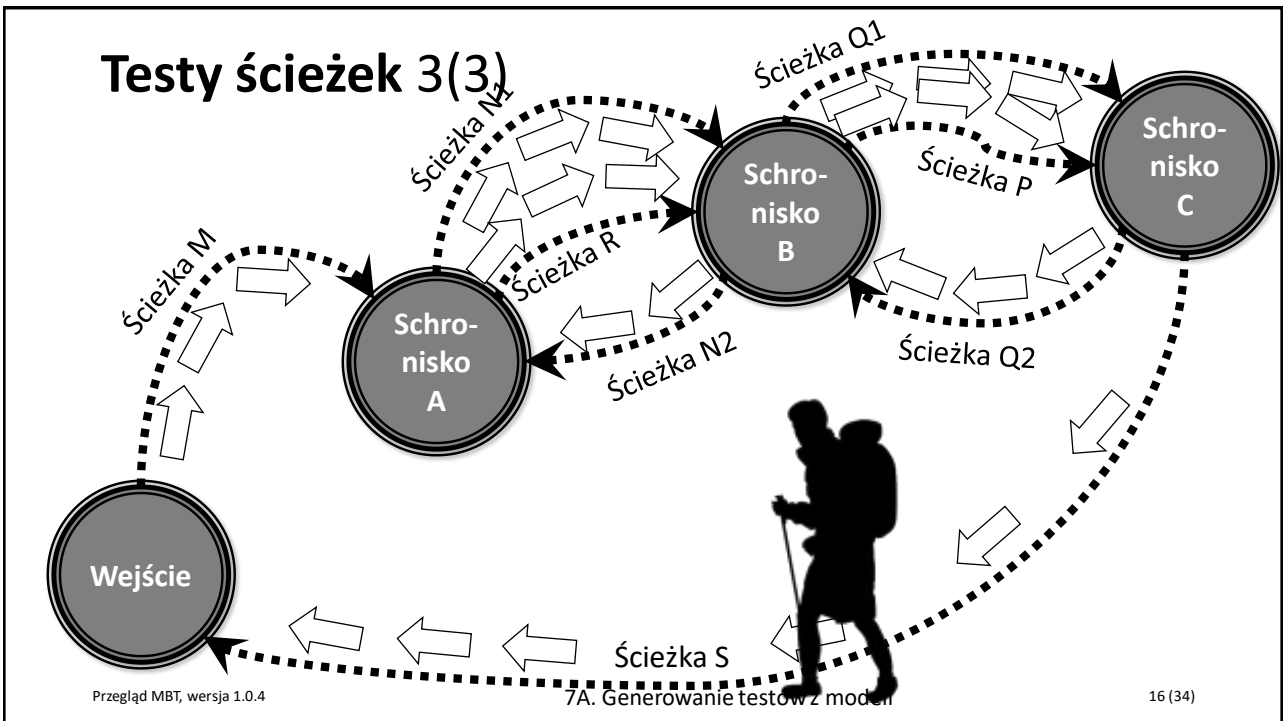 Testy ścieżek 3(3)
Ścieżka Q1
Ścieżka N1
Schro-
nisko
C
Schro-
nisko
B
Ścieżka P
Ścieżka M
Ścieżka R
Schro-
nisko
A
Ścieżka N2
Ścieżka Q2
Wejście
Ścieżka S
Przegląd MBT, wersja 1.0.4
7A. Generowanie testów z modeli
16 (34)